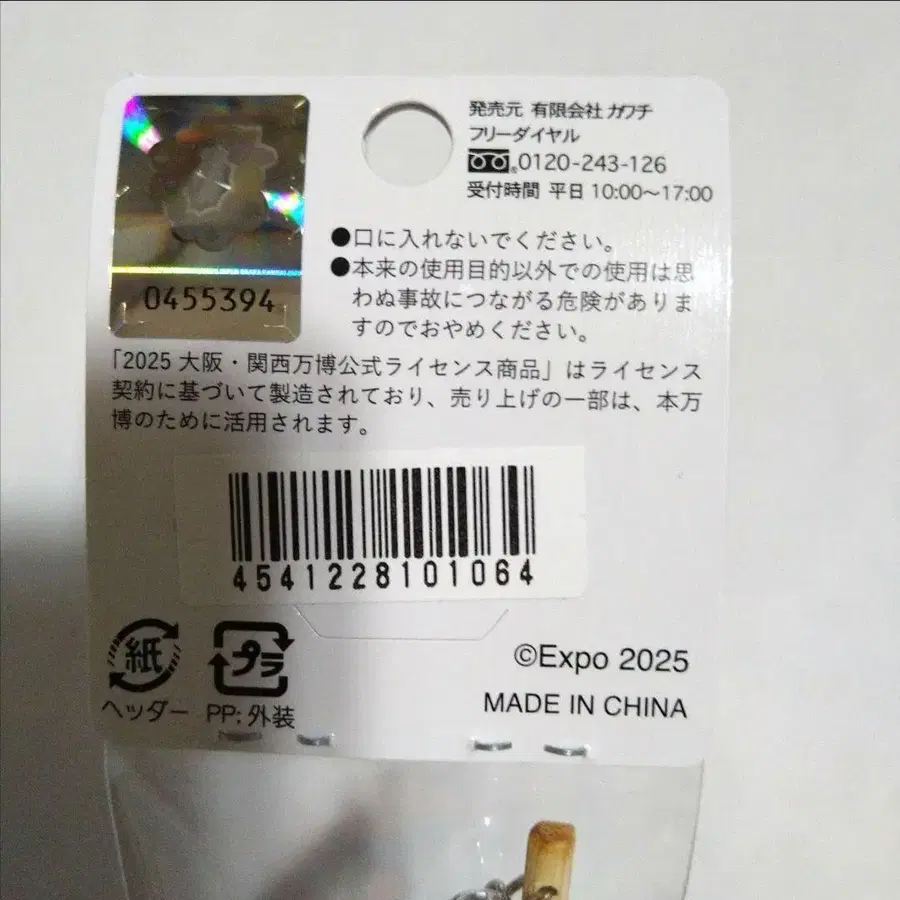 発売元 有限会社 ガワチ
フリーダイヤル
0120-243-126
受付時間 平日 10:00〜17:00
●口に入れないでください。
●本来の使用目的以外での使用は思
わぬ事故につながる危険がありま
すのでおやめください。
0455394
「2025 大阪・関西万博公式ライセンス商品」はライセンス
契約に基づいて製造されており、売り上げの一部は、本万
博のために活用されます。
4541228101064
紙
プラ
ヘッダー
PP:外装
©Expo 2025
MADE IN CHINA